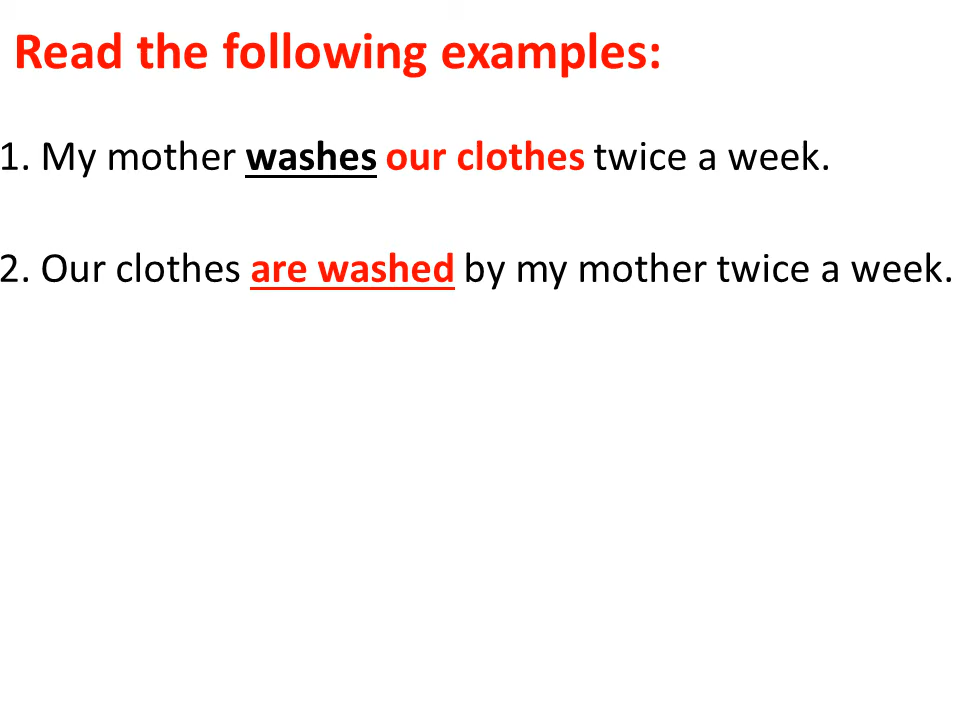 Read the following examples:
1. My mother washes our clothes twice a week.
2. Our clothes are washed by my mother twice a week.